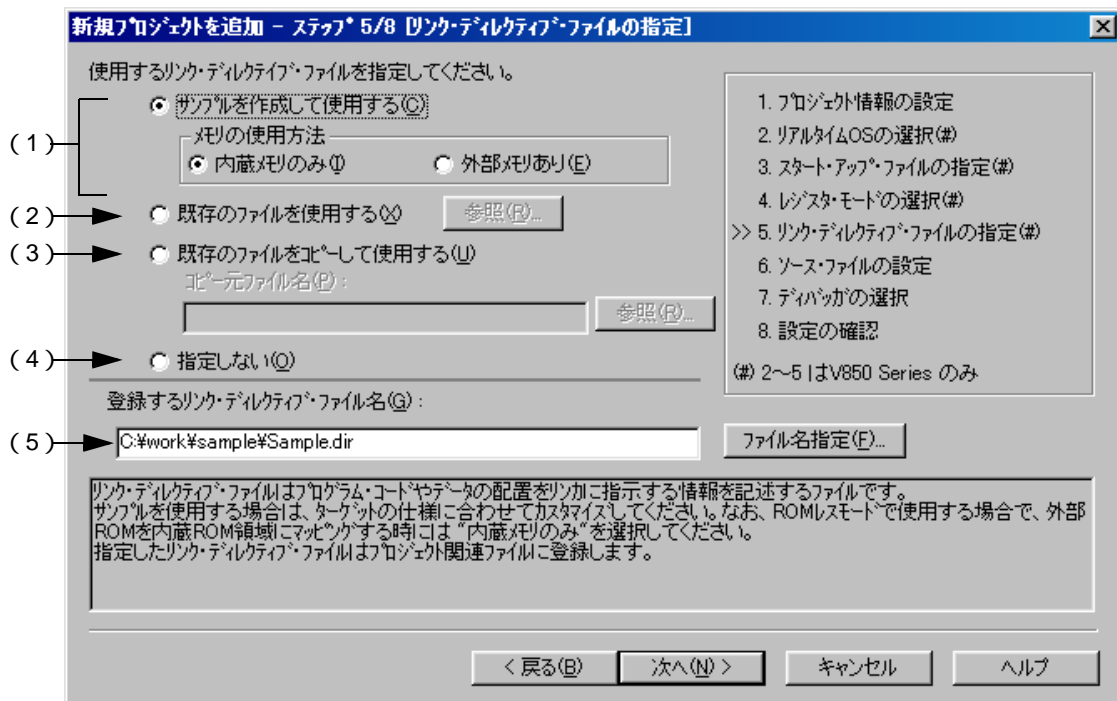 新規プロジェクトを追加 - ステップ 5/8 [リンク・ディレクティブ・ファイルの指定]
使用するリンク・ディレクティブ・ファイルを指定してください。
(1)
サンプルを作成して使用する(C)
メモリの使用方法
内蔵メモリのみ(I)
外部メモリあり(E)
(2)
既存のファイルを使用する(X)
参照(R)...
(3)
既存のファイルをコピーして使用する(U)
コピー元ファイル名(P):
参照(R)...
(4)
指定しない(O)
1. プロジェクト情報の設定
2. リアルタイムOSの選択(#)
3. スタート・アップ・ファイルの指定(#)
4. レジスタ・モードの選択(#)
>> 5. リンク・ディレクティブ・ファイルの指定(#)
6. ソース・ファイルの設定
7. ディバッガの選択
8. 設定の確認
(#) 2～5 はV850 Series のみ
登録するリンク・ディレクティブ・ファイル名(G):
(5)
C:¥work¥sample¥Sample.dir
ファイル名指定(F)...
リンク・ディレクティブ・ファイルはプログラム・コードやデータの配置をリンカに指示する情報を記述するファイルです。
サンプルを使用する場合は、ターゲットの仕様に合わせてカスタマイズしてください。なお、ROMレスモードで使用する場合で、外部
ROMを内蔵ROM領域にマッピングする時には "内蔵メモリのみ" を選択してください。
指定したリンク・ディレクティブ・ファイルはプロジェクト関連ファイルに登録します。
< 戻る(B)
次へ(N) >
キャンセル
ヘルプ